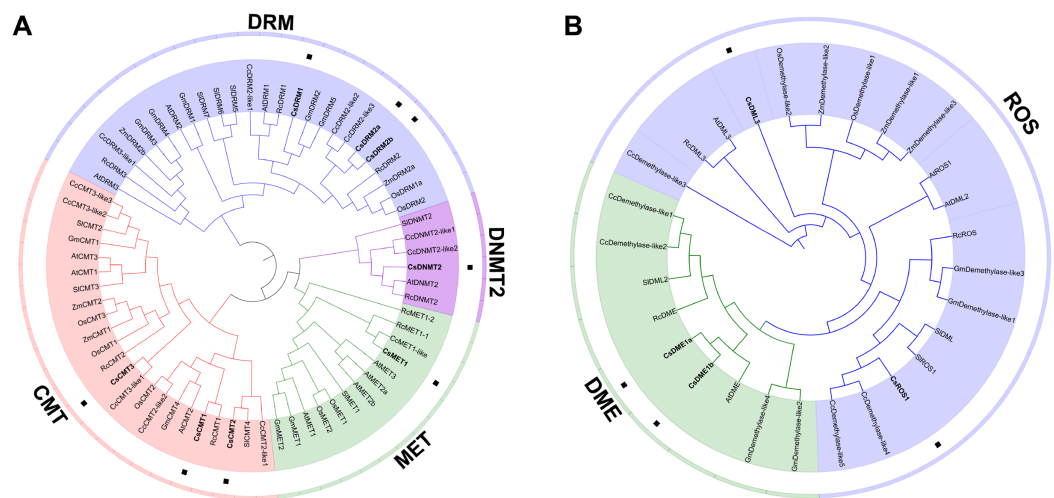 A
DRM
CcDRM3-like1
RcDRM3
AtDRM3
ZmDRM2b
GmDRM3
GmDRM4
AtDRM2
GmDRM1
SlDRM7
SlDRM6
SlDRM5
CcDRM2-like1
AtDRM1
RcDRM1
CsDRM1
GmDRM2
GmDRM5
CcDRM2-like2
CcDRM2-like3
CsDRM2a
CsDRM2b
RcDRM2
ZmDRM2a
OsDRM1a
OsDRM2
DNMT2
SlDNMT2
CcDNMT2-like1
CcDNMT2-like2
CsDNMT2
AtDNMT2
RcDNMT2
MET
RcMET1-2
RcMET1-1
CcMET1-like
CsMET1
AtMET3
AtMET2a
AtMET2b
SlMET1
OsMET1
OsMET2
AtMET1
GmMET1
GmMET2
CMT
CcCMT2-like1
SlCMT4
CsCMT2
RcCMT1
CsCMT1
AtCMT2
GmCMT4
CcCMT2-like2
OsCMT2
CcCMT3-like1
CsCMT3
RcCMT2
OsCMT1
ZmCMT1
OsCMT3
ZmCMT2
SlCMT3
AtCMT1
AtCMT3
GmCMT1
SlCMT2
CcCMT3-like2
CcCMT3-like3
B
ROS
CcDemethylase-like3
RcDML3
AtDML3
CsDML3
OsDemethylase-like2
ZmDemethylase-like2
OsDemethylase-like1
ZmDemethylase-like1
ZmDemethylase-like3
AtROS1
AtDML2
RcROS
GmDemethylase-like3
GmDemethylase-like1
SlDML
SlROS1
CsROS1
CcDemethylase-like4
CcDemethylase-like5
DME
GmDemethylase-like2
GmDemethylase-like4
AtDME
CsDME1b
CsDME1a
RcDME
SlDML2
CcDemethylase-like2
CcDemethylase-like1